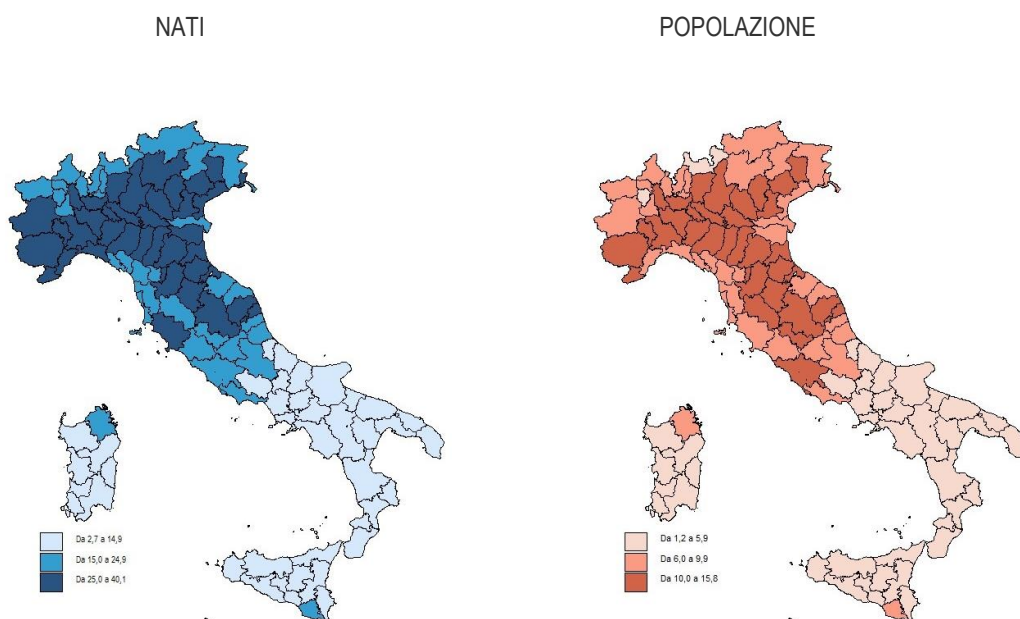 NATI
POPOLAZIONE
Da 2,7 a 14,9
Da 15,0 a 24,9
Da 25,0 a 40,1
Da 1,2 a 5,9
Da 6,0 a 9,9
Da 10,0 a 15,8